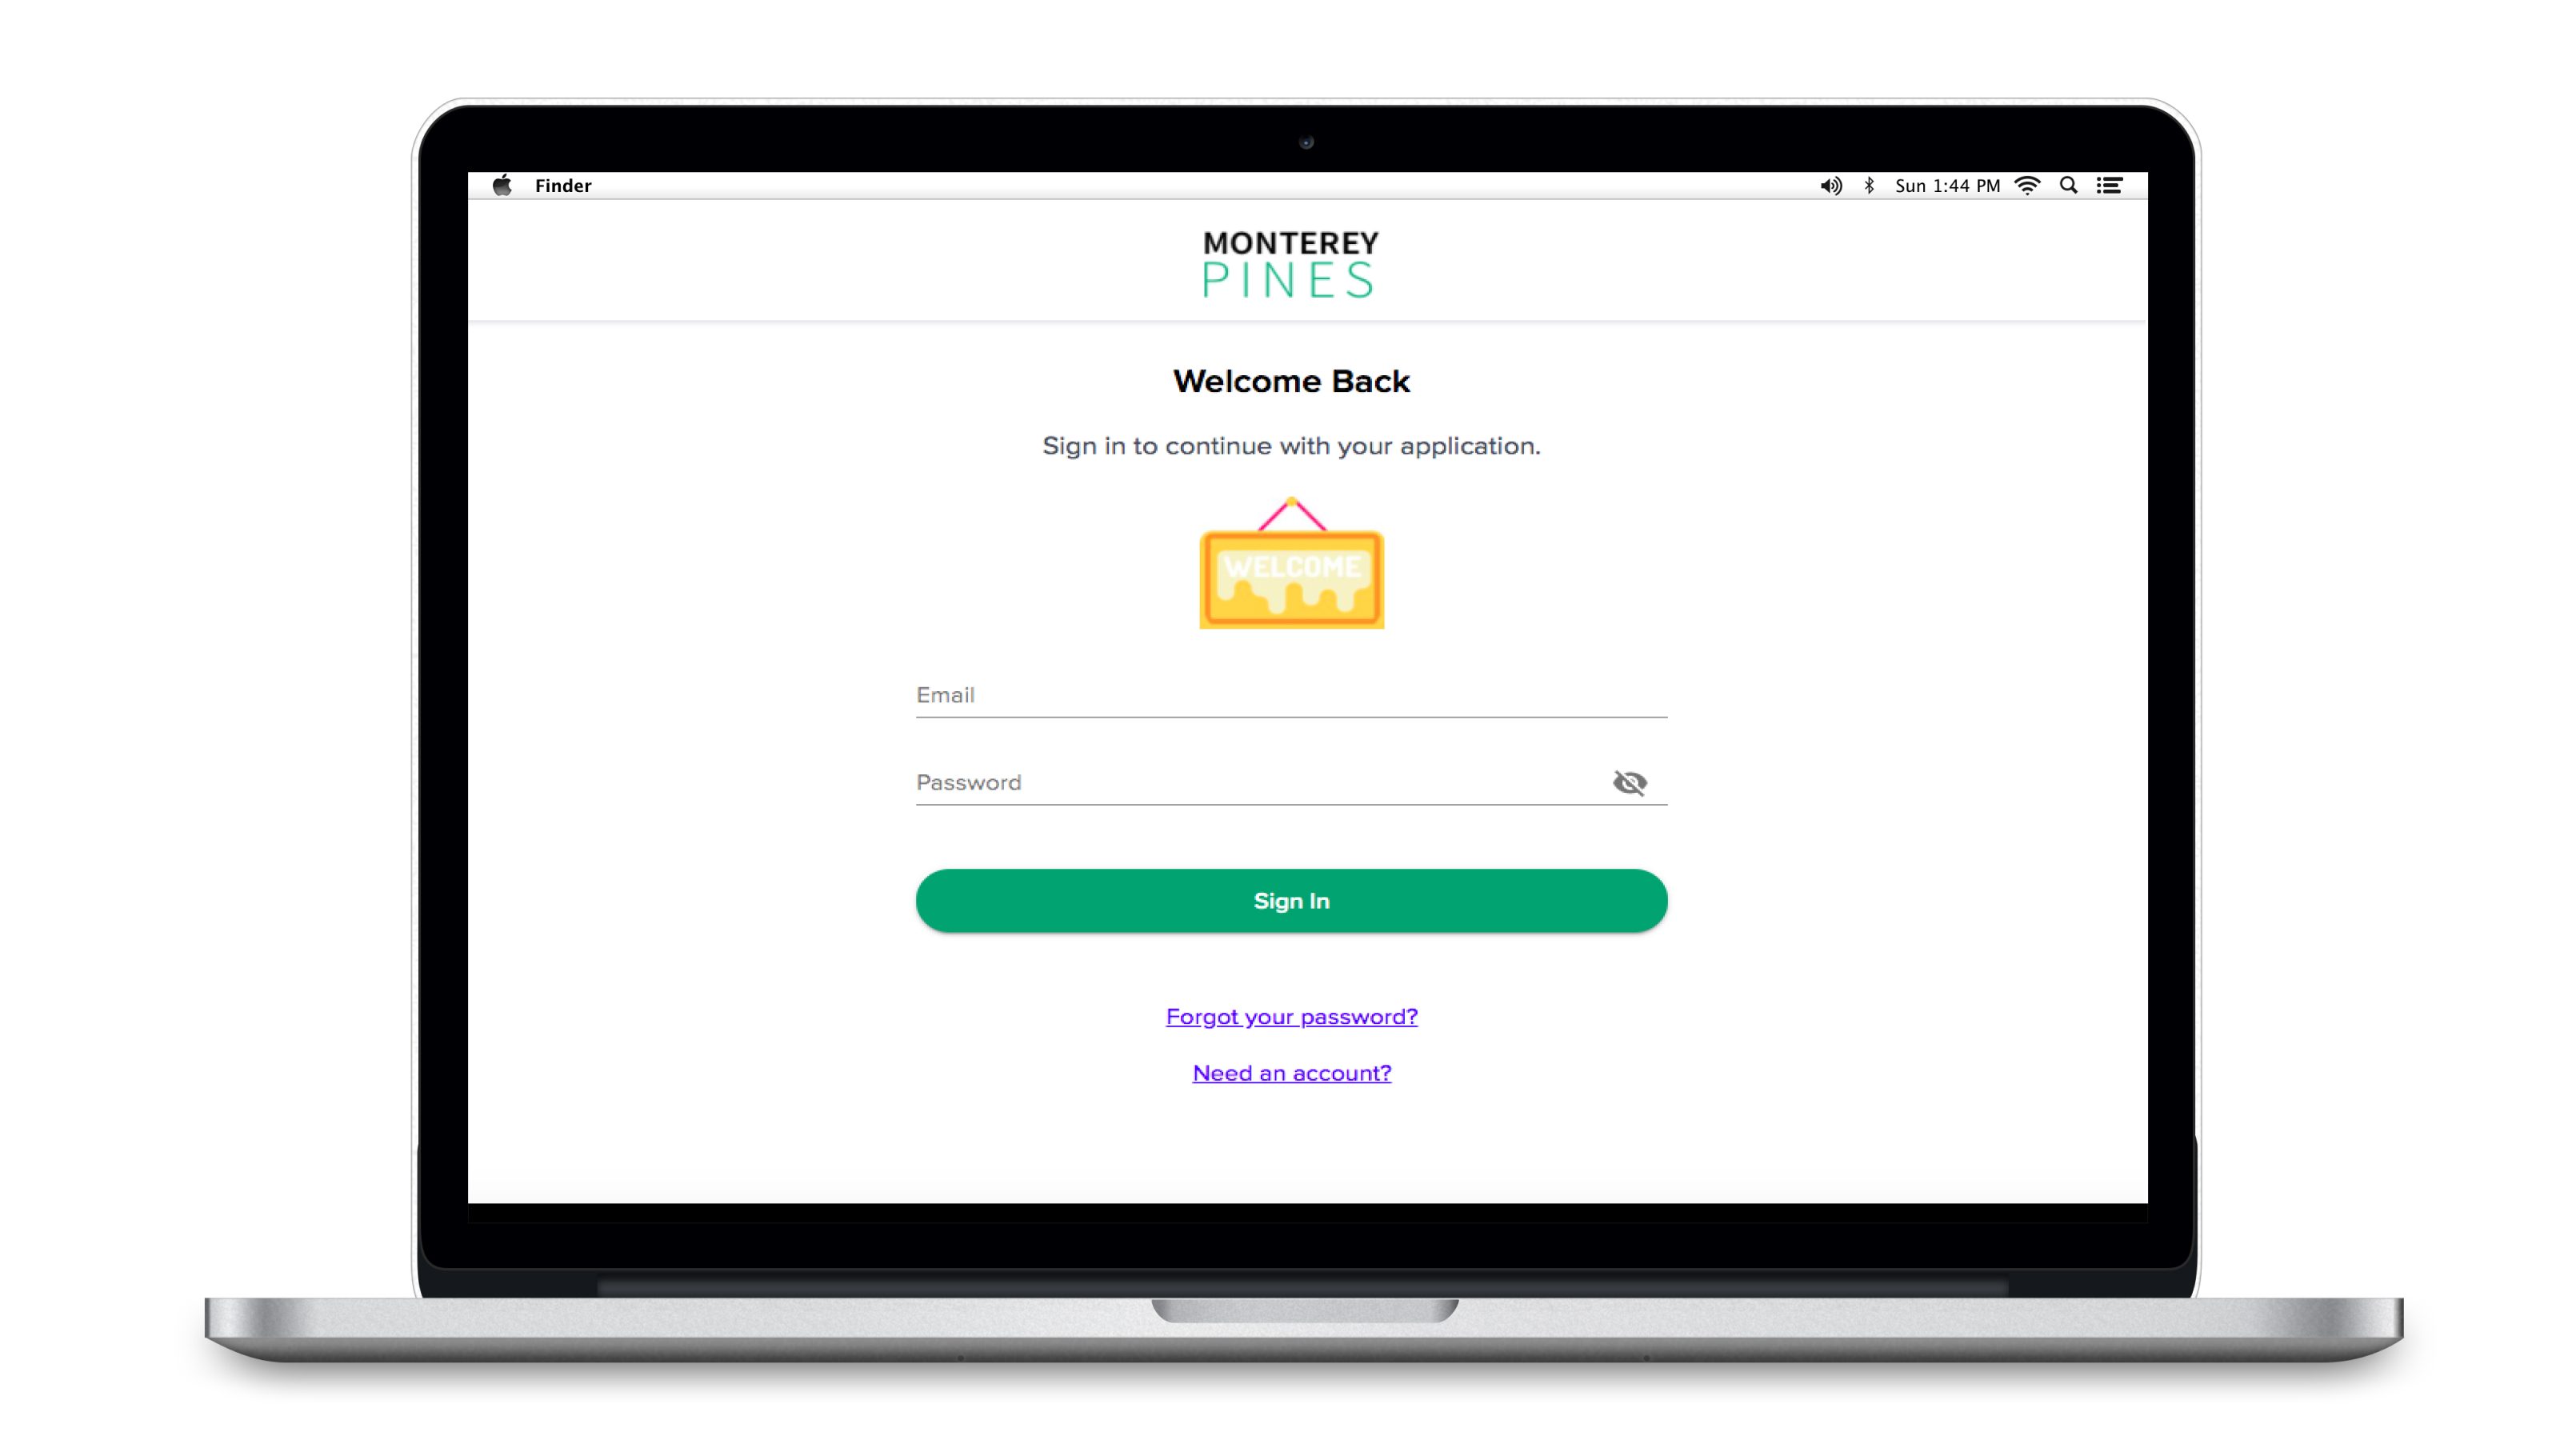 Finder
Sun 1:44 PM
MONTEREY
PINES
Welcome Back
Sign in to continue with your application.
WELCOME
Email
Password
Sign In
Forgot your password?
Need an account?